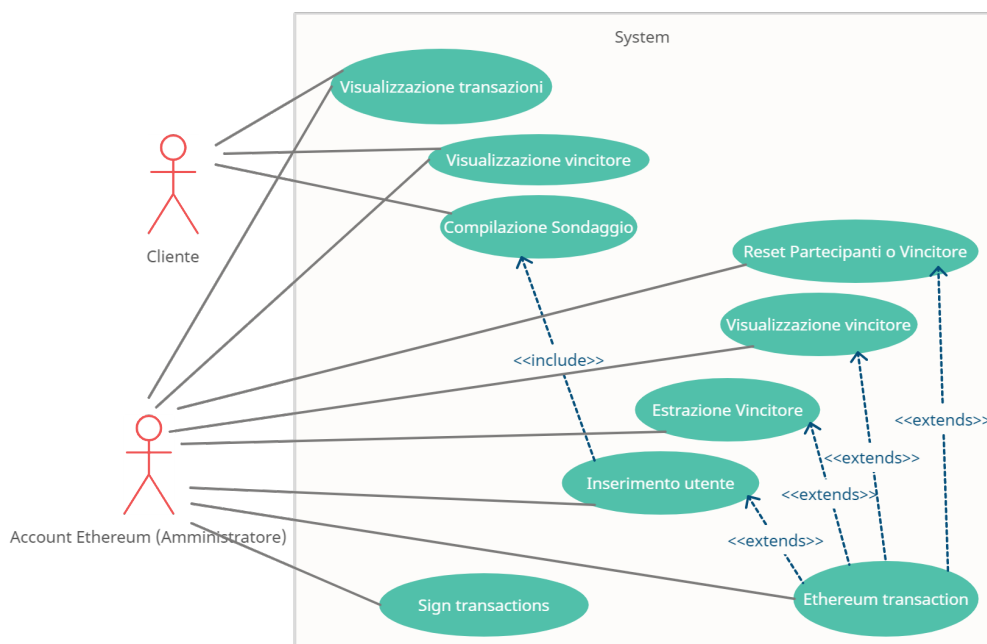 System
Visualizzazione transazioni
Visualizzazione vincitore
Compilazione Sondaggio
Cliente
Reset Partecipanti o Vincitore
Visualizzazione vincitore
<<include>>
Estrazione Vincitore
<<extends>>
<<extends>>
Inserimento utente
<<extends>>
Account Ethereum (Amministratore)
<<extends>>
Sign transactions
Ethereum transaction